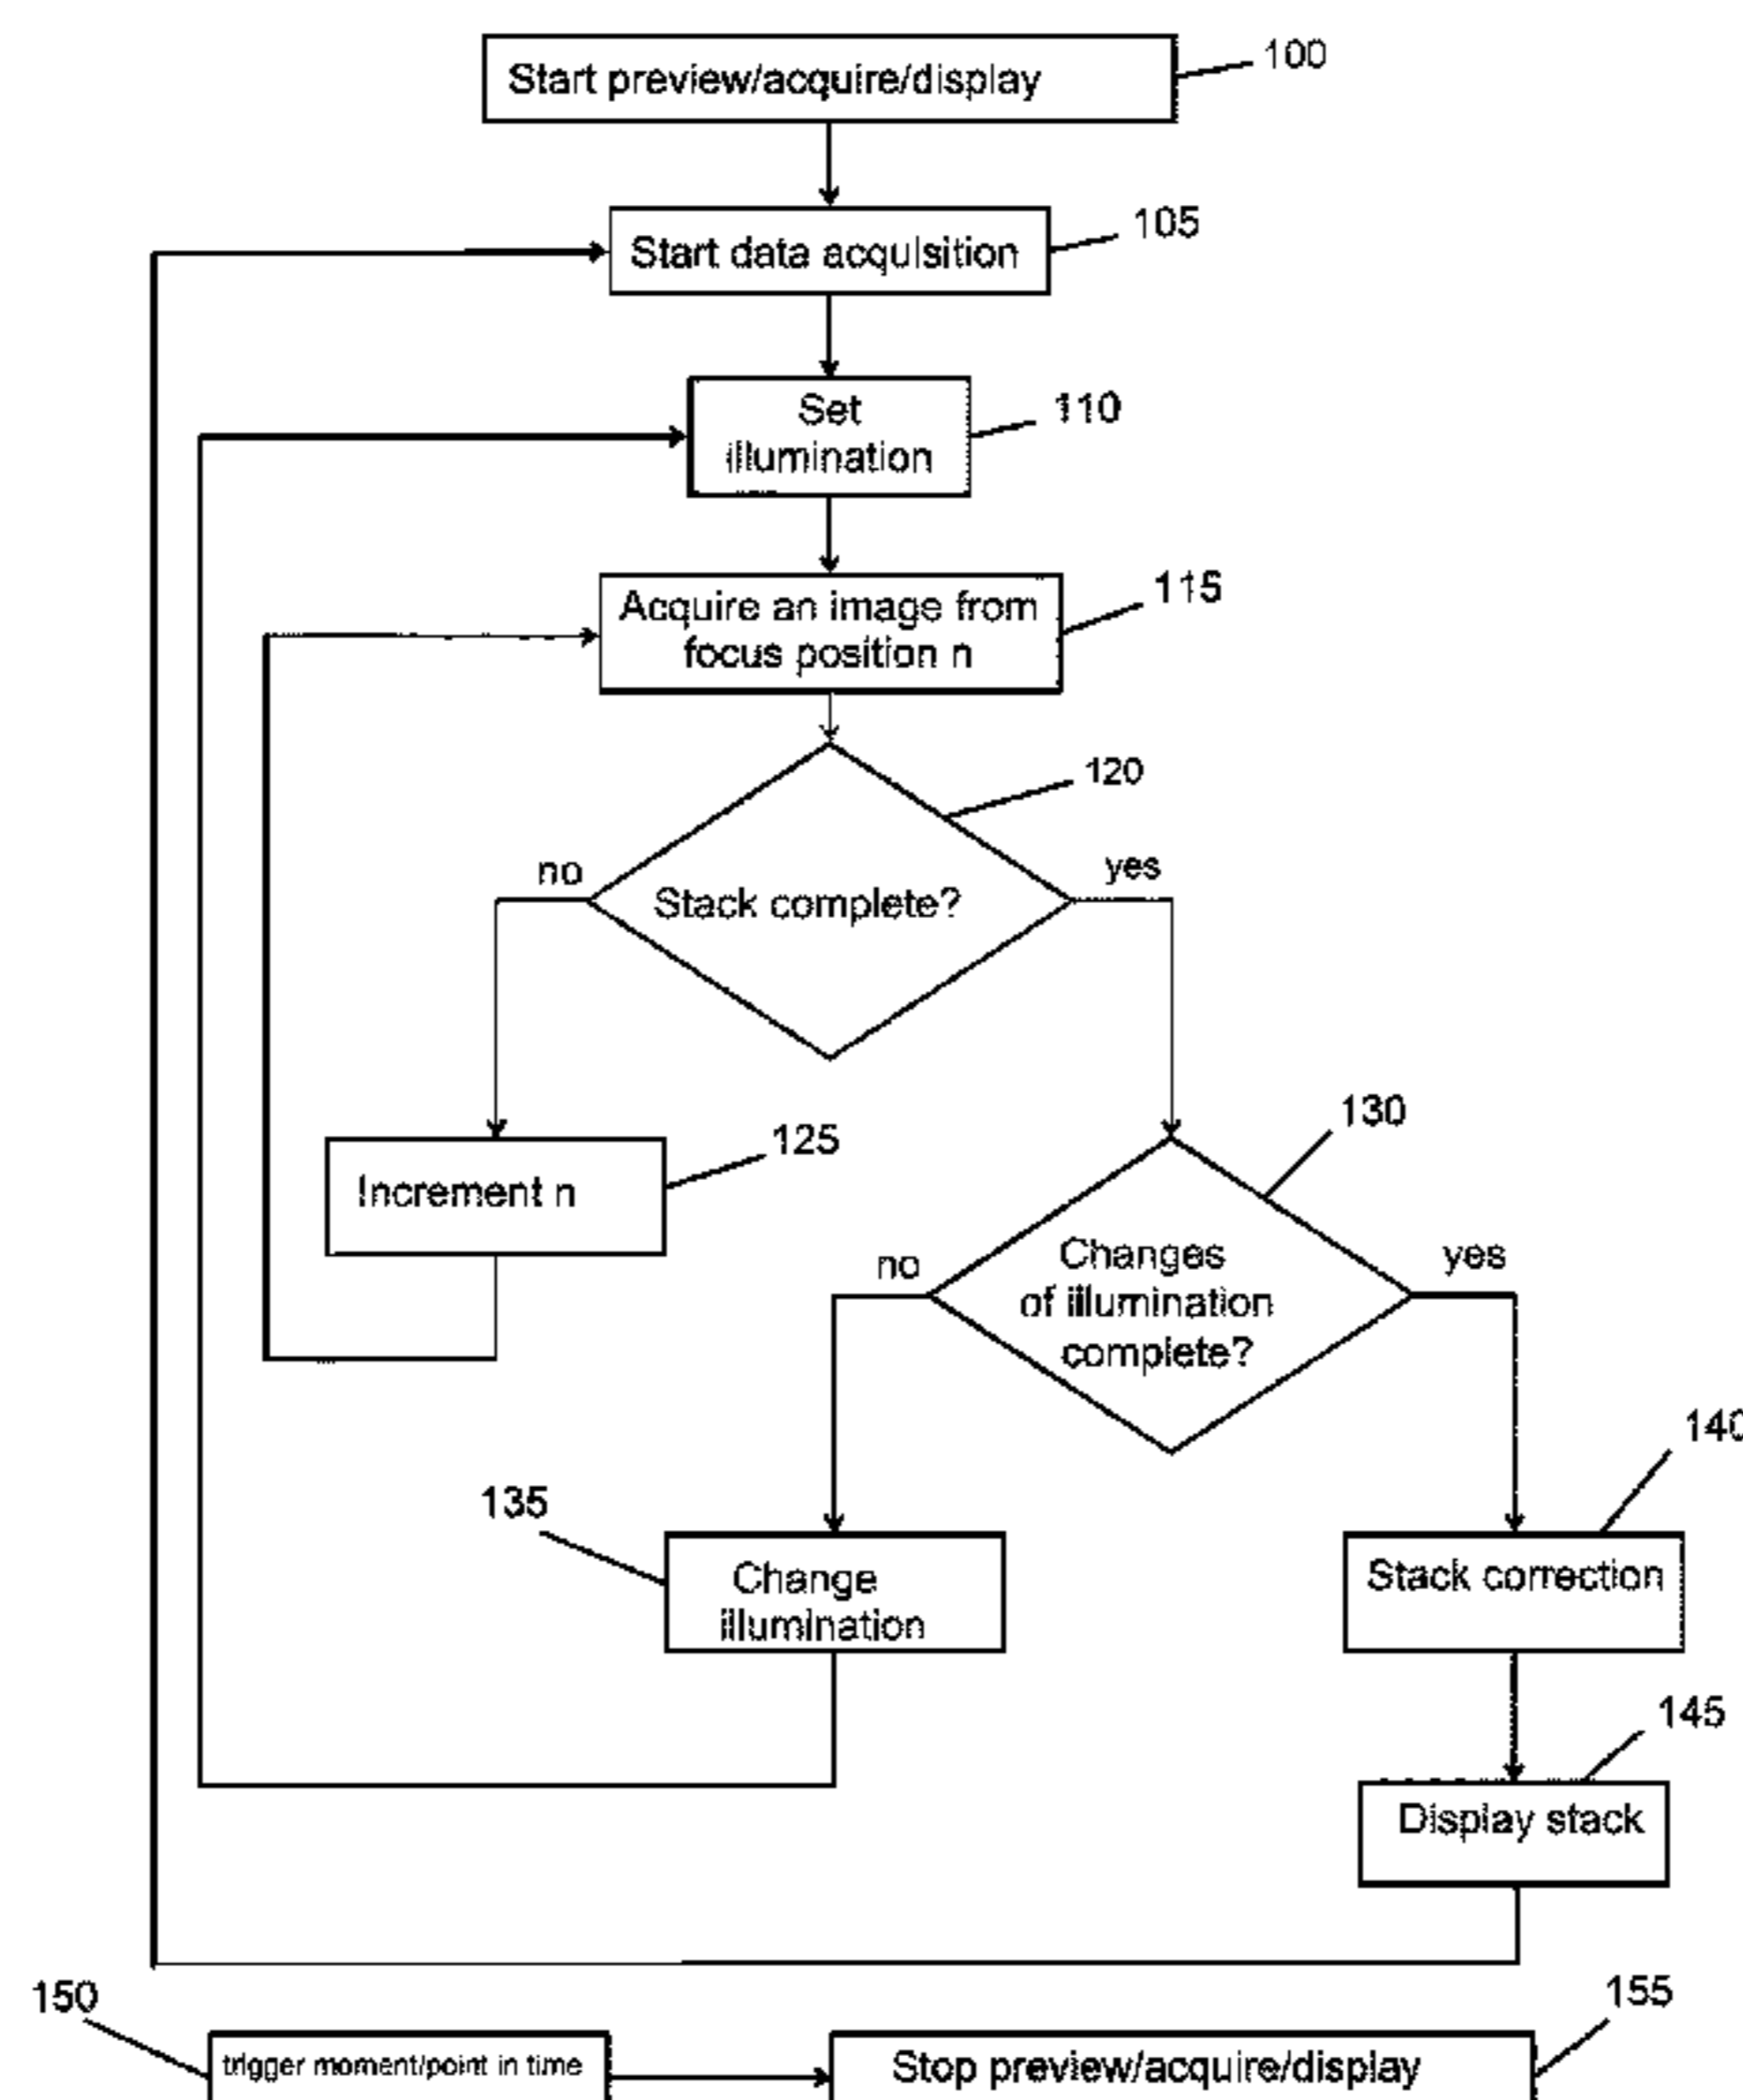 Start preview/acquire/display
100
Start data acqulsition
105
Set
illumination
110
Acquire an image from
focus position n
115
120
no
Stack complete?
yes
130
Increment n
125
no
Changes
of illumination
complete?
yes
140
135
Change
illumination
Stack correction
145
Display stack
150
trigger moment/point in time
155
Stop preview/acquire/display